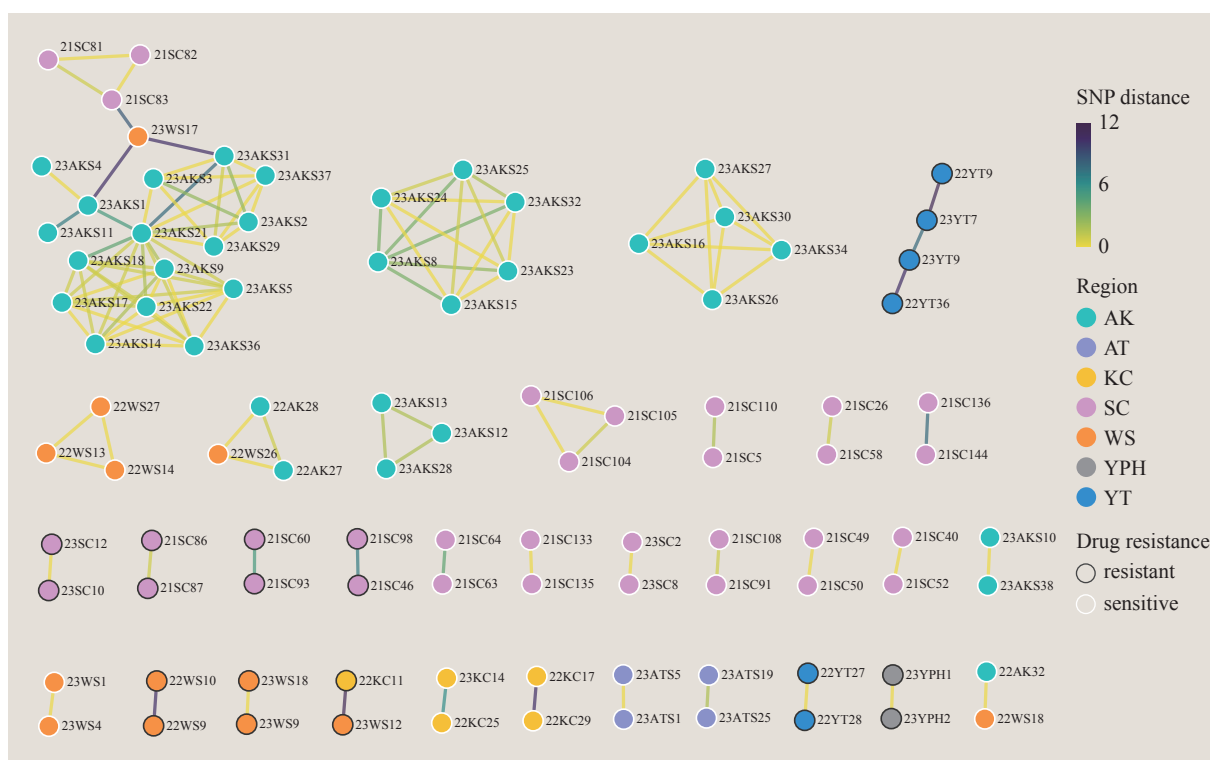 21SC81
21SC82
21SC83
23WS17
23AKS4
23AKS31
23AKS3
23AKS37
23AKS1
23AKS2
23AKS11
23AKS21
23AKS29
23AKS18
23AKS9
23AKS5
23AKS17
23AKS22
23AKS14
23AKS36
23AKS25
23AKS24
23AKS32
23AKS8
23AKS23
23AKS15
23AKS27
23AKS30
23AKS16
23AKS34
23AKS26
22YT9
23YT7
23YT9
22YT36
SNP distance
12
6
0
Region
AK
AT
KC
SC
WS
YPH
YT
Drug resistance
resistant
sensitive
22WS27
22WS13
22WS14
22AK28
22WS26
22AK27
23AKS13
23AKS12
23AKS28
21SC106
21SC105
21SC104
21SC110
21SC5
21SC26
21SC58
21SC136
21SC144
23SC12
23SC10
21SC86
21SC87
21SC60
21SC93
21SC98
21SC46
21SC64
21SC63
21SC133
21SC135
23SC2
23SC8
21SC108
21SC91
21SC49
21SC50
21SC40
21SC52
23AKS10
23AKS38
23WS1
23WS4
22WS10
22WS9
23WS18
23WS9
22KC11
23WS12
23KC14
22KC25
22KC17
22KC29
23ATS5
23ATS1
23ATS19
23ATS25
22YT27
22YT28
23YPH1
23YPH2
22AK32
22WS18